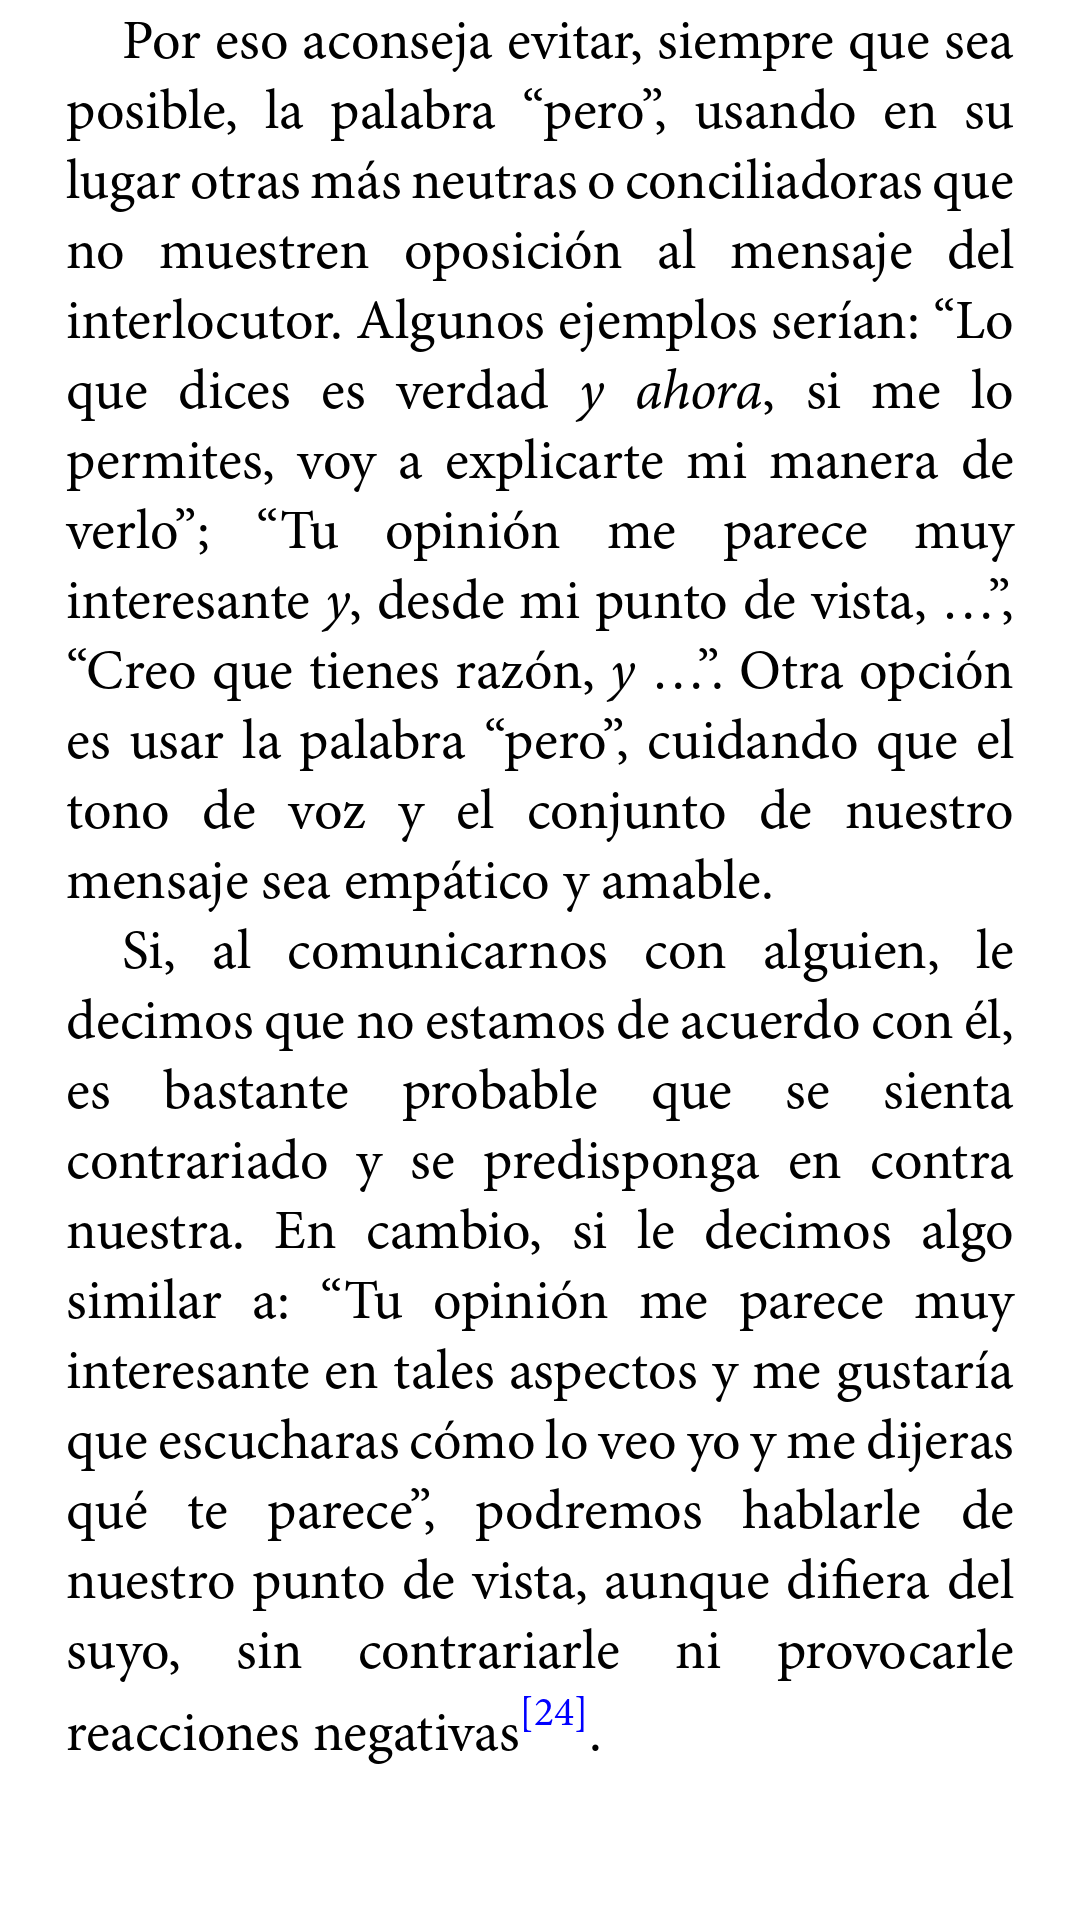 Por eso aconseja evitar, siempre que sea
posible, la palabra “pero”, usando en su
lugar otras más neutras o conciliadoras que
no muestren oposición al mensaje del
interlocutor. Algunos ejemplos serían: “Lo
que dices es verdad y ahora, si me lo
permites, voy a explicarte mi manera de
verlo”; “Tu opinión me parece muy
interesante y, desde mi punto de vista, …”,
“Creo que tienes razón, y …”. Otra opción
es usar la palabra “pero”, cuidando que el
tono de voz y el conjunto de nuestro
mensaje sea empático y amable.
Si, al comunicarnos con alguien, le
decimos que no estamos de acuerdo con él,
es bastante probable que se sienta
contrariado y se predisponga en contra
nuestra. En cambio, si le decimos algo
similar a: “Tu opinión me parece muy
interesante en tales aspectos y me gustaría
que escucharas cómo lo veo yo y me dijeras
qué te parece”, podremos hablarle de
nuestro punto de vista, aunque difiera del
suyo, sin contrariarle ni provocarle
reacciones negativas[24].